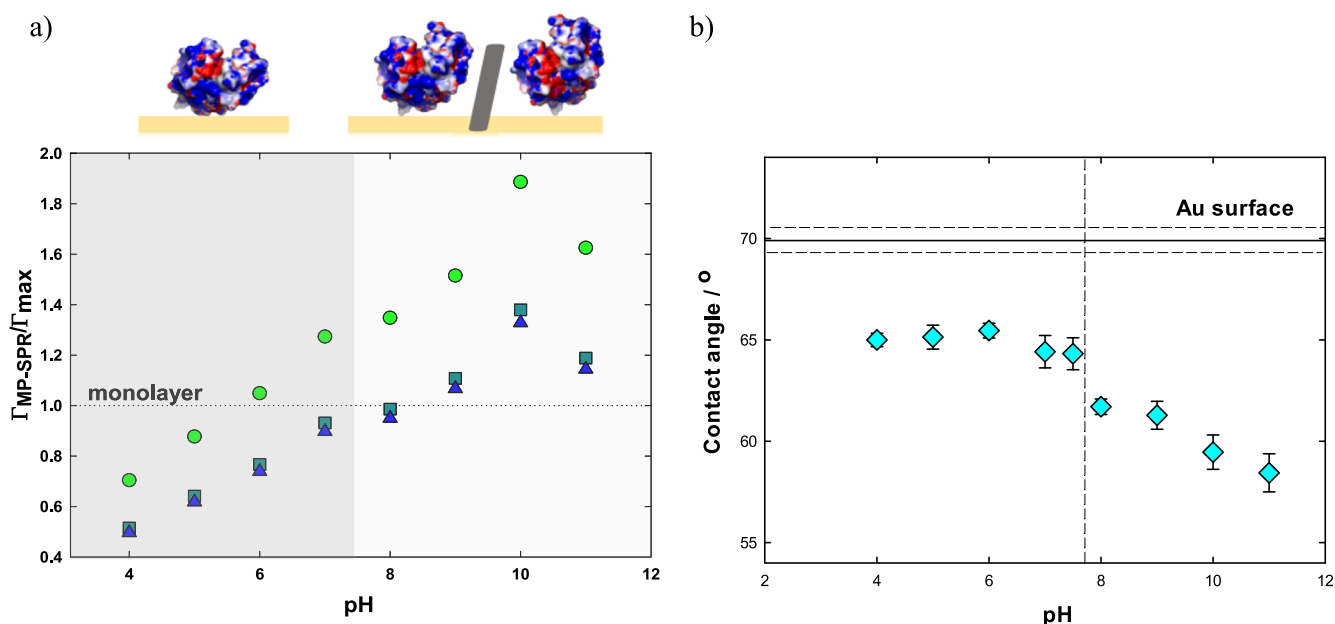 a)
2.0
1.8
1.6
1.4
1.2
1.0
0.8
0.6
0.4
monolayer
4 6 8 10 12
pH
Γ_MP-SPR/Γ_max
b)
Au surface
70
65
60
55
2 4 6 8 10 12
pH
Contact angle / °